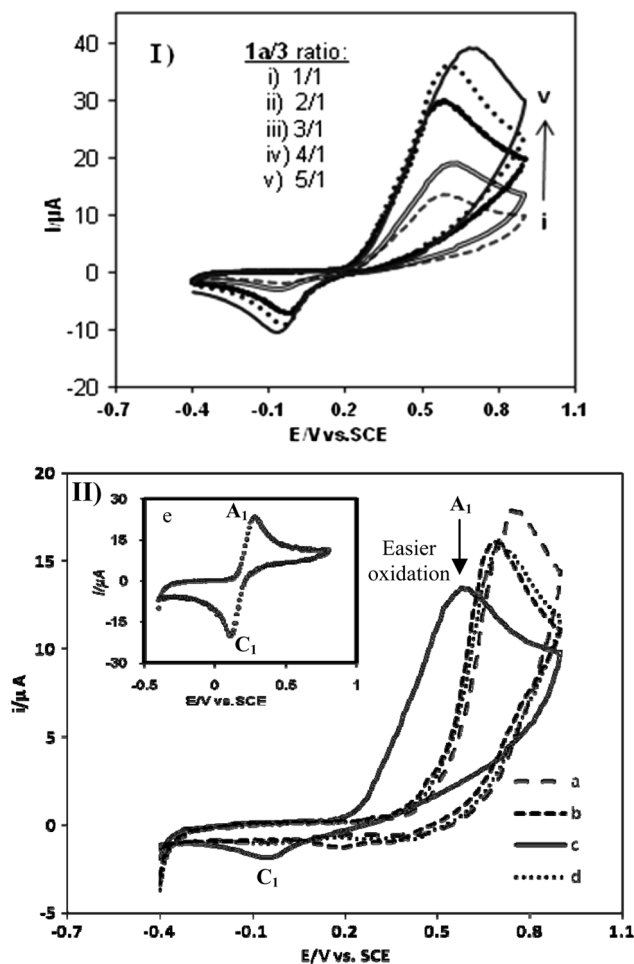 I)
1a/3 ratio:
i) 1/1
ii) 2/1
iii) 3/1
iv) 4/1
v) 5/1
v
i
I/μA
40
30
20
10
0
-10
-20
-0.7 -0.4 -0.1 0.2 0.5 0.8 1.1
E/V vs.SCE
II)
e
A1
C1
I/μA
30
15
0
-15
-30
-0.5 0 0.5 1
E/V vs.SCE
A1
Easier
oxidation
C1
a
b
c
d
i/μA
20
15
10
5
0
-5
-0.7 -0.4 -0.1 0.2 0.5 0.8 1.1
E/V vs. SCE